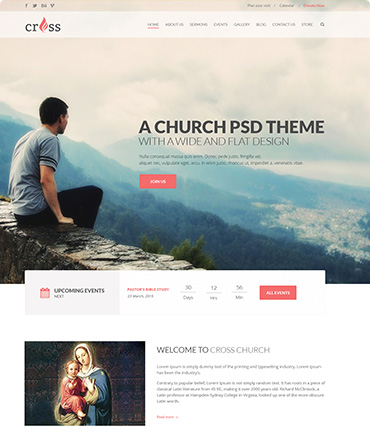 Plan your visit / Calendar / Donate Now
cross
HOME ABOUT US SERMONS EVENTS GALLERY BLOG CONTACT US STORE
A CHURCH PSD THEME
WITH A WIDE AND FLAT DESIGN
Nulla consequat massa quis enim. Donec pede justo, fringilla vel,
aliquet nec, vulputate eget, arcu. In enim justo, rhoncus ut, imperdiet a, venenatis vitae.
JOIN US
UPCOMING EVENTS
NEXT
PASTOR'S BIBLE STUDY
23 March, 2015
30 12 56
Days Hrs Min
ALL EVENTS
WELCOME TO CROSS CHURCH
Lorem Ipsum is simply dummy text of the printing and typesetting industry. Lorem Ipsum has been the industry's standard dummy text.
Contrary to popular belief, Lorem Ipsum is not simply random text. It has roots in a piece of
classical Latin literature from 45 BC, making it over 2000 years old. Richard McClintock, a
Latin professor at Hampden-Sydney College in Virginia, looked up one of the more obscure
Latin words.
Read more